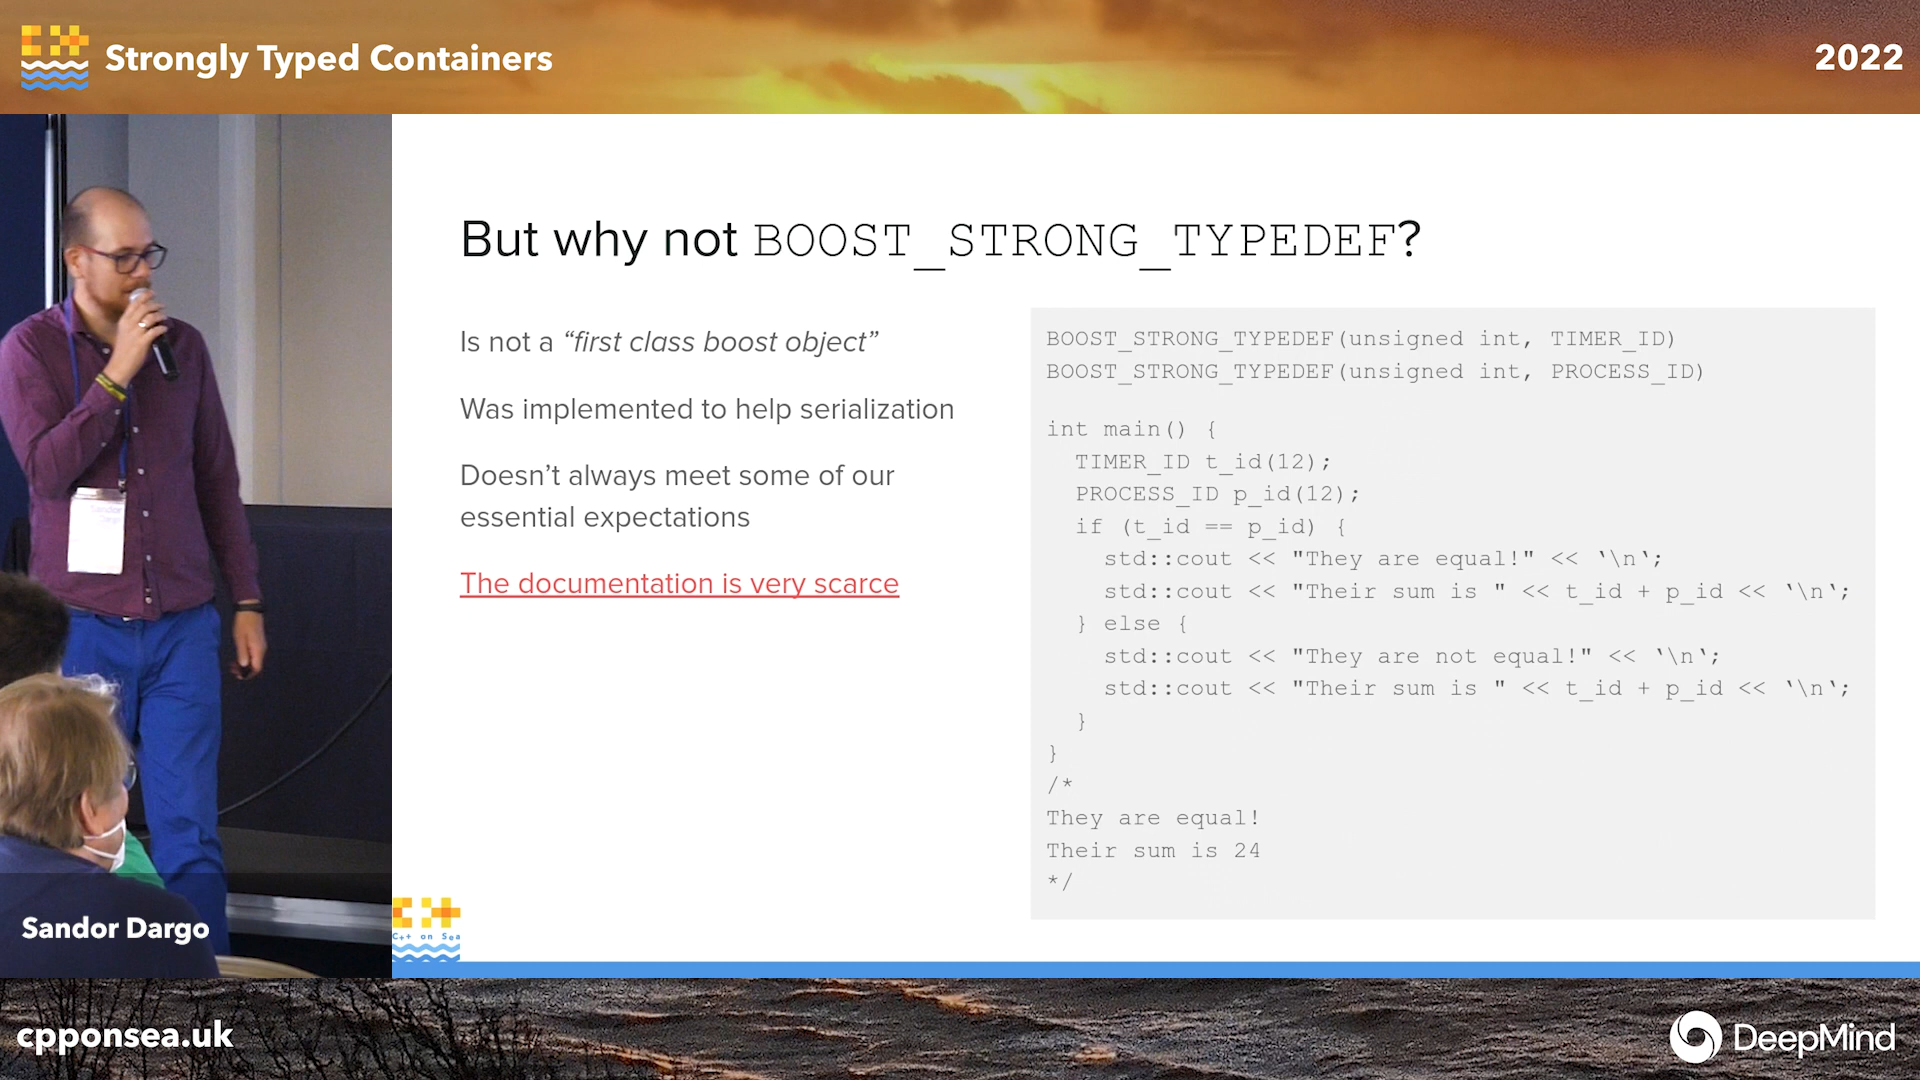 Strongly Typed Containers
2022
But why not BOOST_STRONG_TYPEDEF?
Is not a “first class boost object”
Was implemented to help serialization
Doesn’t always meet some of our
essential expectations
The documentation is very scarce
BOOST_STRONG_TYPEDEF(unsigned int, TIMER_ID)
BOOST_STRONG_TYPEDEF(unsigned int, PROCESS_ID)
int main() {
TIMER_ID t_id(12);
PROCESS_ID p_id(12);
if (t_id == p_id) {
std::cout << "They are equal!" << ‘\n‘;
std::cout << "Their sum is " << t_id + p_id << ‘\n‘;
} else {
std::cout << "They are not equal!" << ‘\n‘;
std::cout << "Their sum is " << t_id + p_id << ‘\n‘;
}
}
/*
They are equal!
Their sum is 24
*/
Sandor
Dargo
Sandor Dargo
C++ on Sea
cpponsea.uk
DeepMind